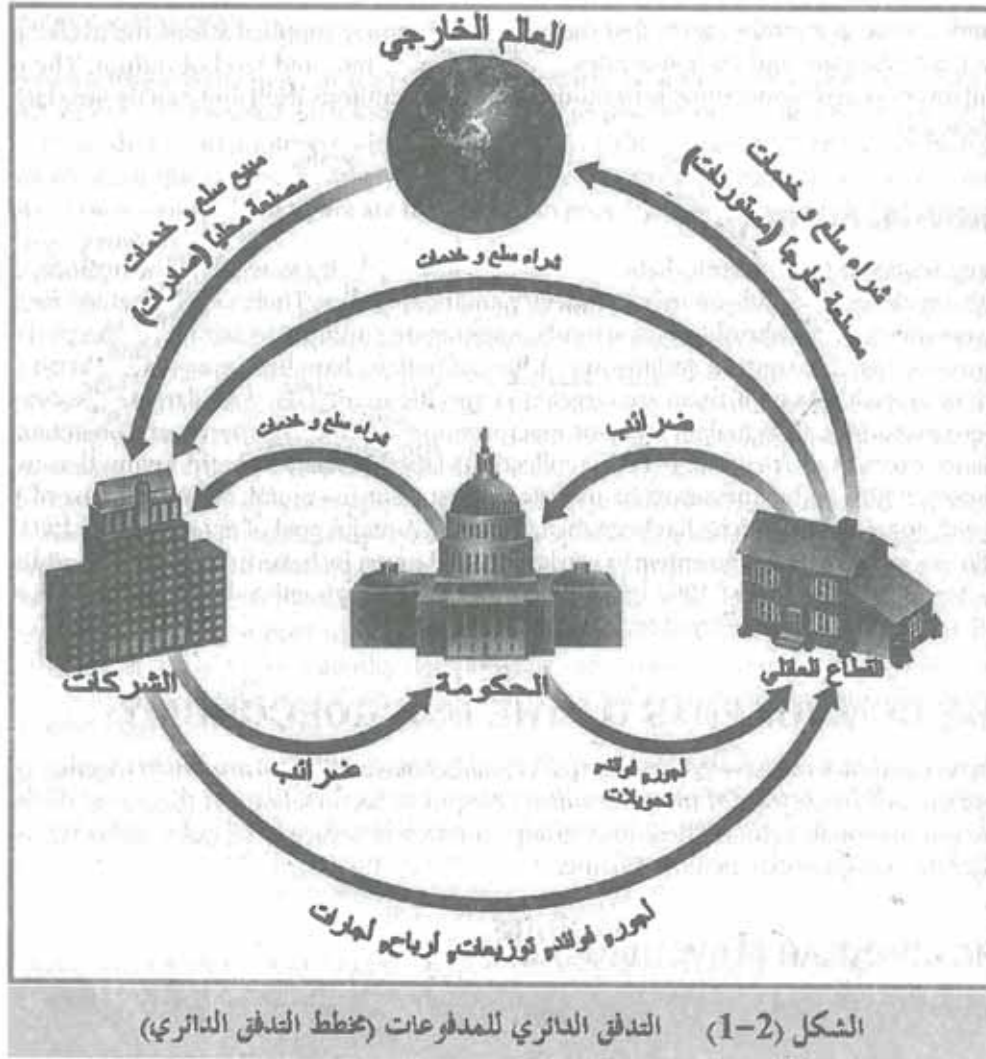 العالم الخارجي
مبيع سلع و خدمات
مصنعة محليا (صادرات)
شراء سلع و خدمات
مصنعة خارجيا (مستوردات)
شراء سلع و خدمات
شراء سلع و خدمات
ضرائب
الشركات
الحكومة
القطاع العائلي
ضرائب
أجور، فوائد،
تحويلات
أجور، فوائد، توزيعات، أرباح، أجارات
الشكل (2-1) التدفق الدائري للمدفوعات (مخطط التدفق الدائري)